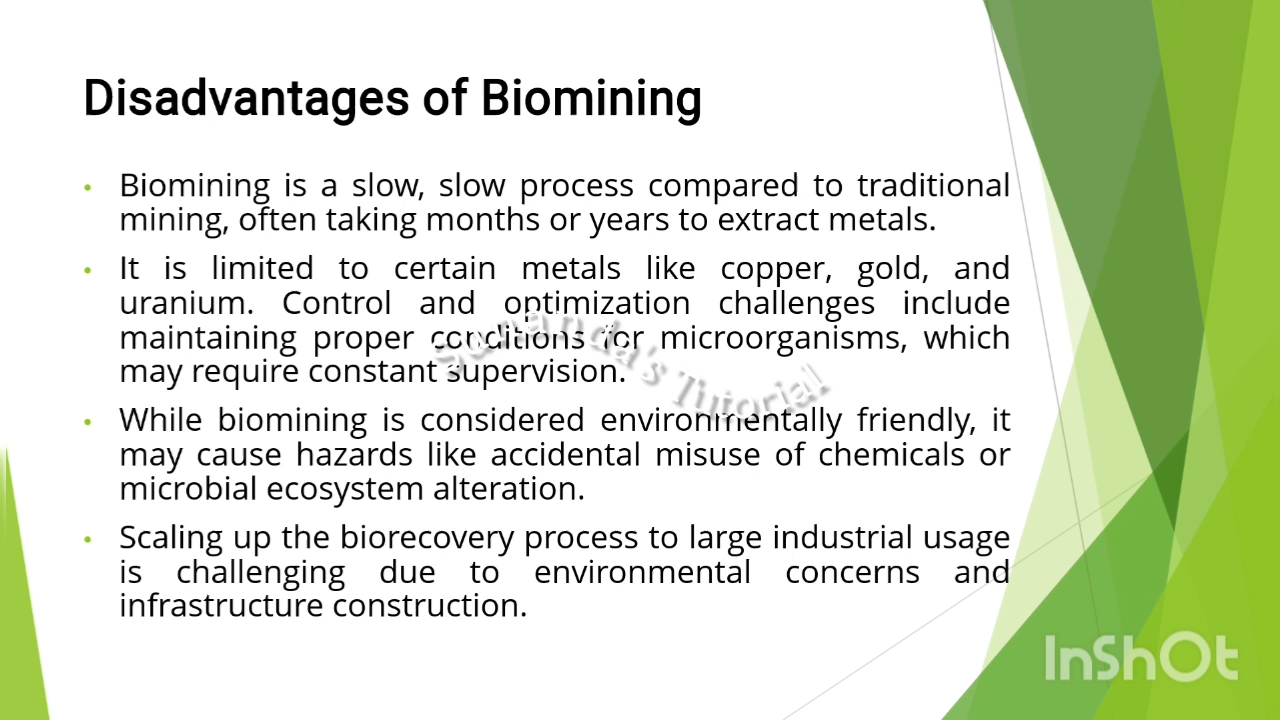 Disadvantages of Biomining
• Biomining is a slow, slow process compared to traditional
mining, often taking months or years to extract metals.
• It is limited to certain metals like copper, gold, and
uranium. Control and optimization challenges include
maintaining proper conditions for microorganisms, which
may require constant supervision.
• While biomining is considered environmentally friendly, it
may cause hazards like accidental misuse of chemicals or
microbial ecosystem alteration.
• Scaling up the biorecovery process to large industrial usage
is challenging due to environmental concerns and
infrastructure construction.
Sunanda's Tutorial
InShOt